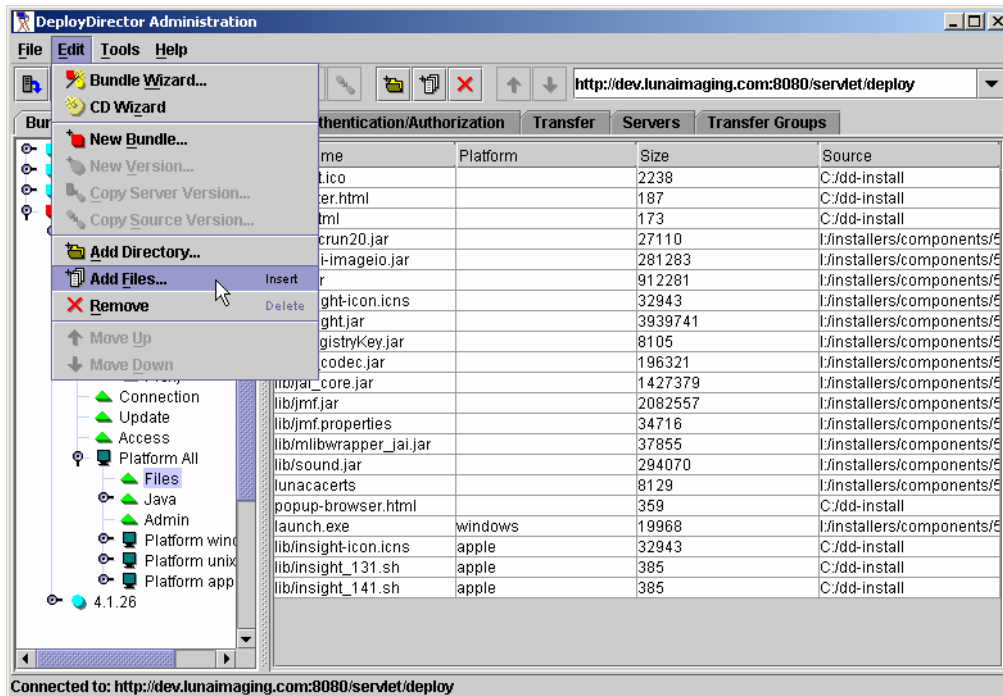 DeployDirector Administration
File Edit Tools Help
http://dev.lunaimaging.com:8080/servlet/deploy
Bundle Wizard...
CD Wizard
New Bundle...
New Version...
Copy Server Version...
Copy Source Version...
Add Directory...
Add Files... Insert
Remove Delete
Move Up
Move Down
Bur thentication/Authorization Transfer Servers Transfer Groups
me Platform Size Source
t.ico 2238 C:/dd-install
er.html 187 C:/dd-install
tml 173 C:/dd-install
crun20.jar 27110 I:/installers/components/5
i-imageio.jar 281283 I:/installers/components/5
r 912281 I:/installers/components/5
ght-icon.icns 32943 I:/installers/components/5
ght.jar 3939741 I:/installers/components/5
gistryKey.jar 8105 I:/installers/components/5
codec.jar 196321 I:/installers/components/5
lib/jai_core.jar 1427379 I:/installers/components/5
lib/jmf.jar 2082557 I:/installers/components/5
lib/jmf.properties 34716 I:/installers/components/5
lib/mlibwrapper_jai.jar 37855 I:/installers/components/5
lib/sound.jar 294070 I:/installers/components/5
lunacacerts 8129 I:/installers/components/5
popup-browser.html 359 C:/dd-install
launch.exe windows 19968 I:/installers/components/5
lib/insight-icon.icns apple 32943 C:/dd-install
lib/insight_131.sh apple 385 C:/dd-install
lib/insight_141.sh apple 385 C:/dd-install
Connection
Update
Access
Platform All
Files
Java
Admin
Platform wind
Platform unix
Platform app
4.1.26
Connected to: http://dev.lunaimaging.com:8080/servlet/deploy